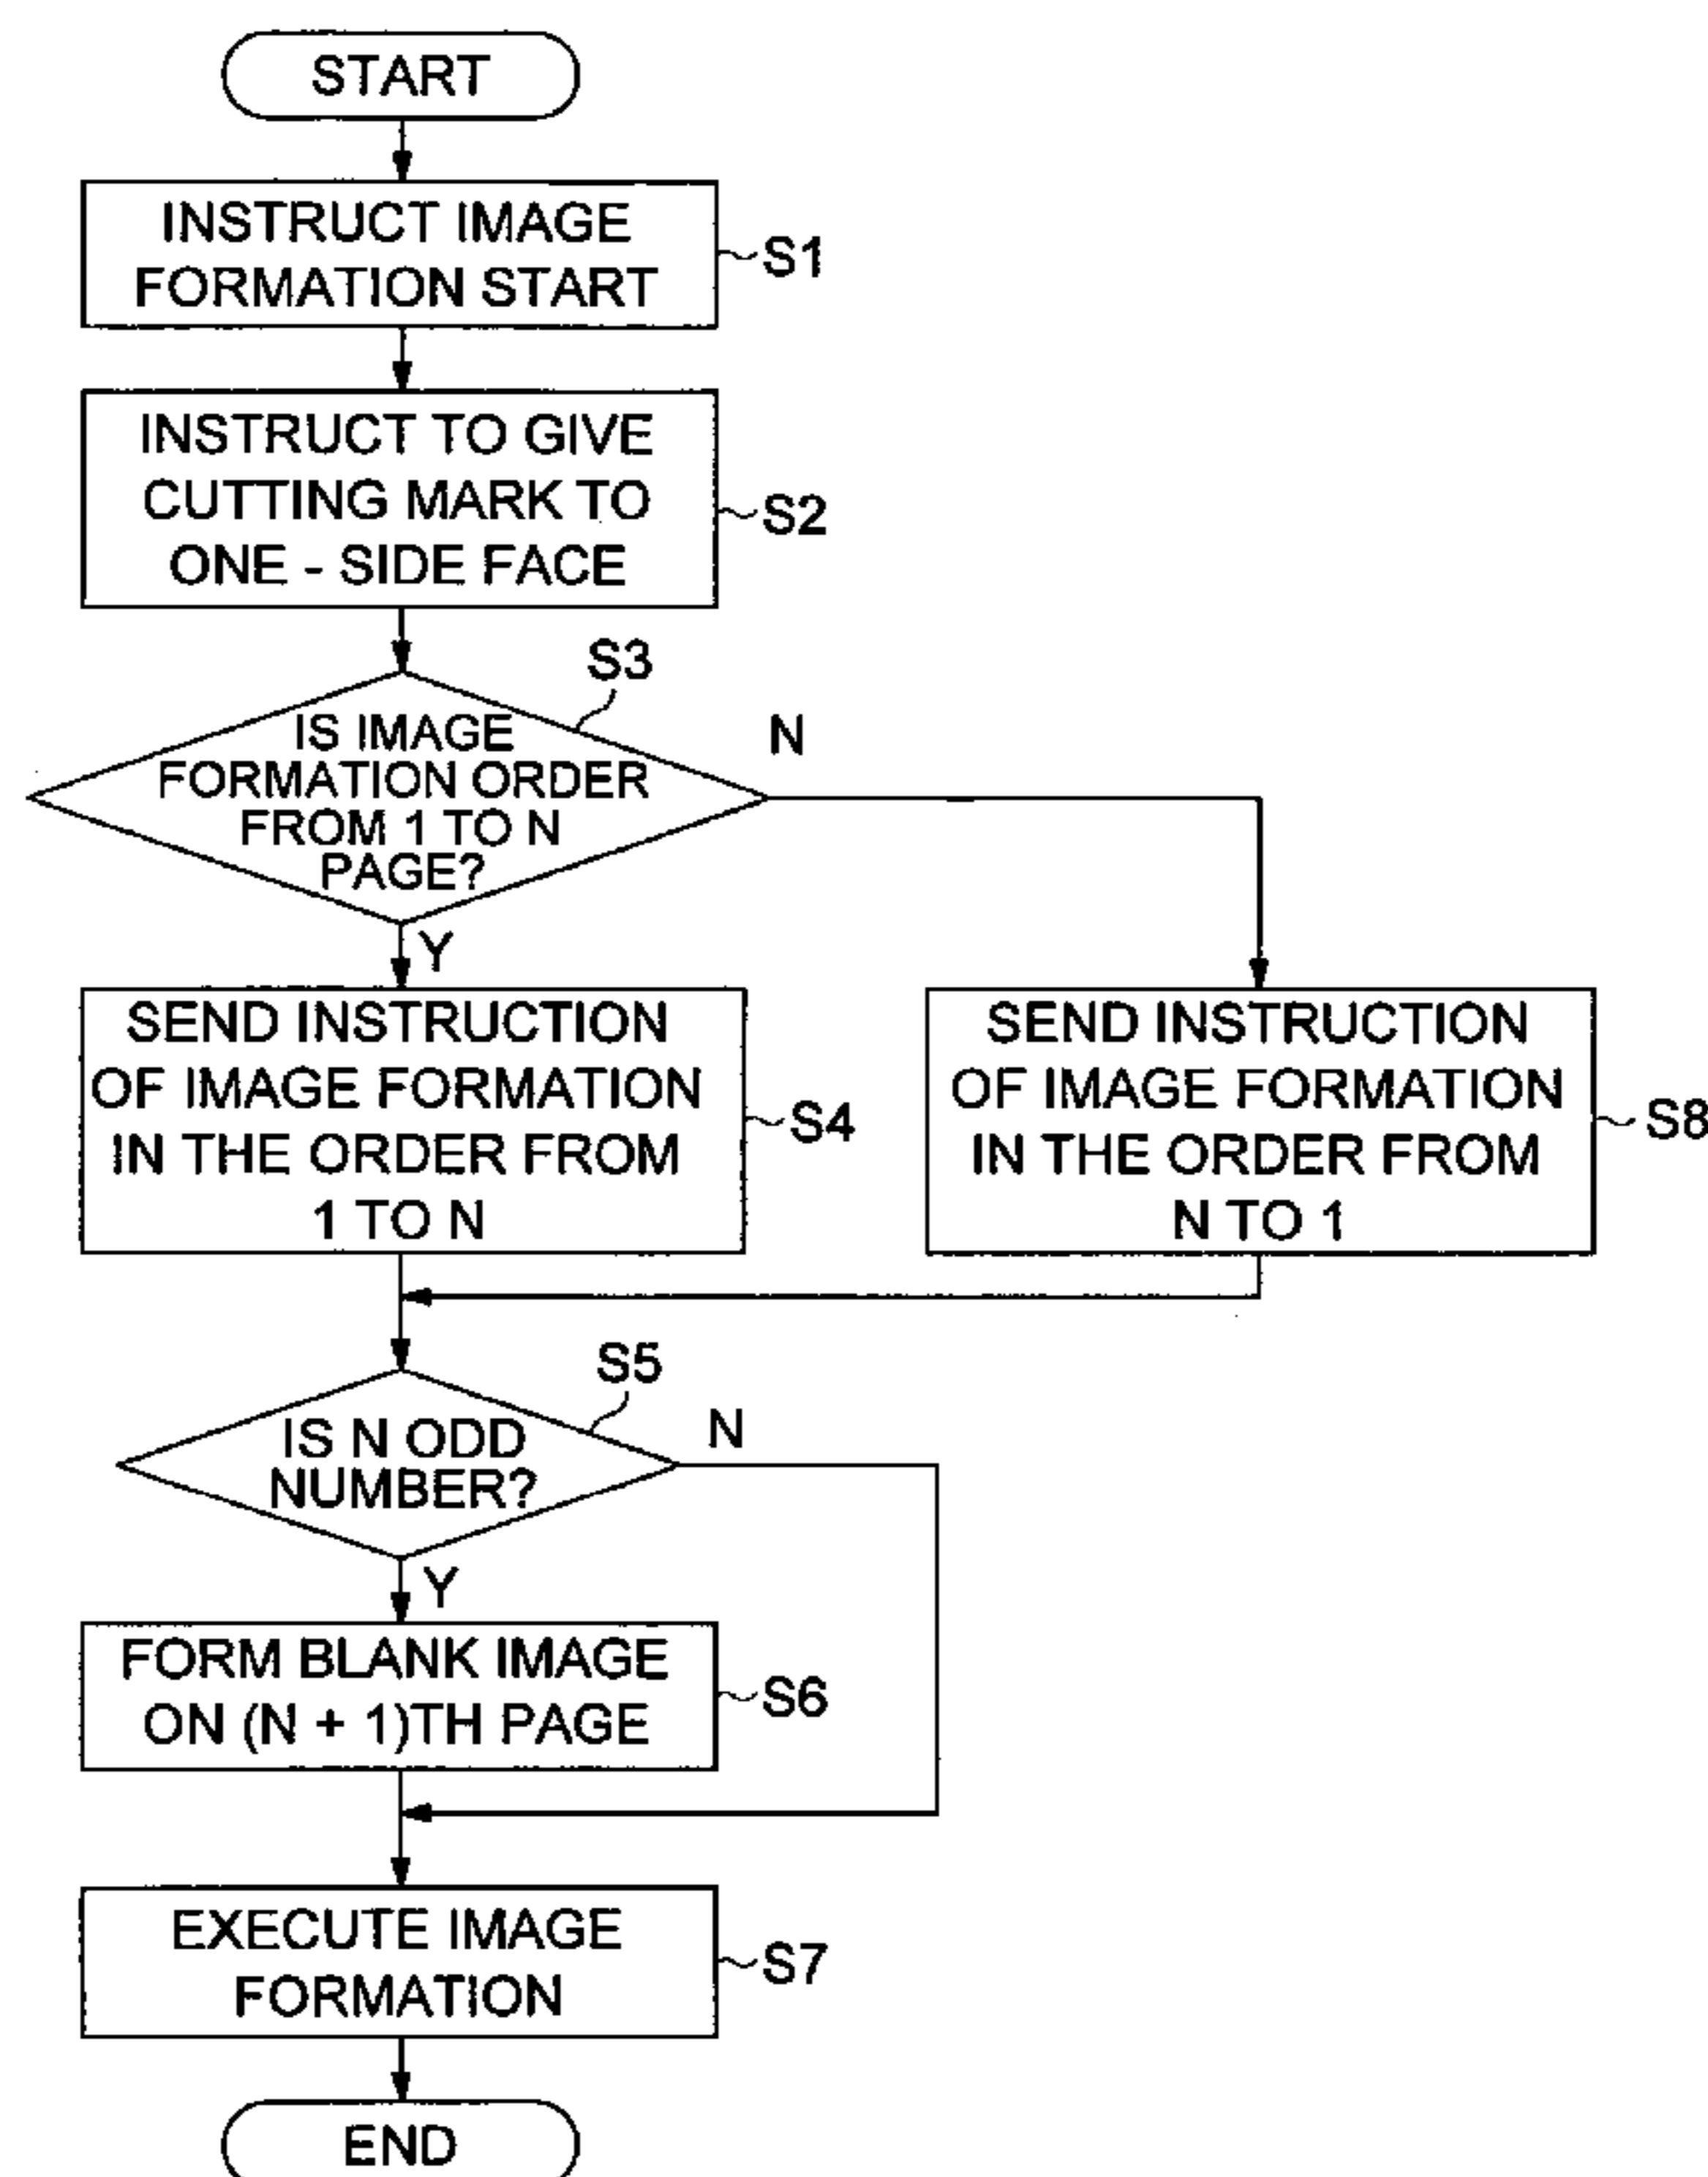 START
INSTRUCT IMAGE
FORMATION START
S1
INSTRUCT TO GIVE
CUTTING MARK TO
ONE - SIDE FACE
S2
S3
IS IMAGE
FORMATION ORDER
FROM 1 TO N
PAGE?
N
Y
SEND INSTRUCTION
OF IMAGE FORMATION
IN THE ORDER FROM
1 TO N
S4
SEND INSTRUCTION
OF IMAGE FORMATION
IN THE ORDER FROM
N TO 1
S8
S5
IS N ODD
NUMBER?
N
Y
FORM BLANK IMAGE
ON (N + 1)TH PAGE
S6
EXECUTE IMAGE
FORMATION
S7
END